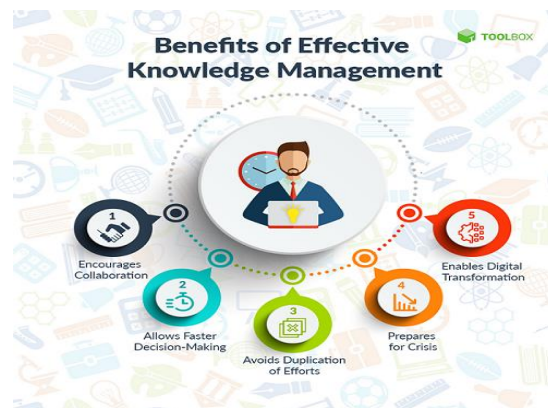 Benefits of Effective
Knowledge Management
TOOLBOX
1
Encourages
Collaboration
2
Allows Faster
Decision-Making
3
Avoids Duplication
of Efforts
4
Prepares
for Crisis
5
Enables Digital
Transformation